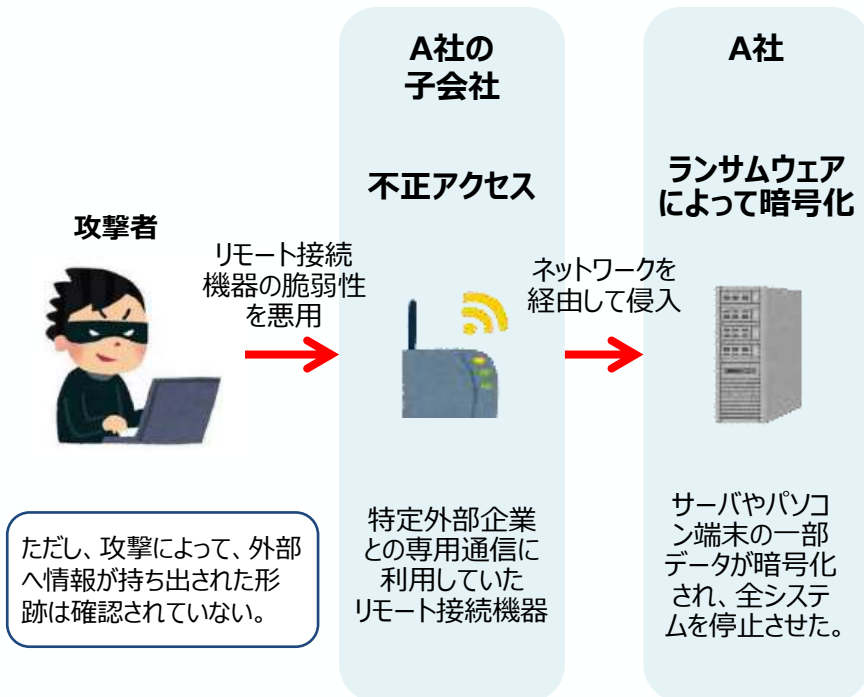 攻撃者
リモート接続
機器の脆弱性
を悪用
ただし、攻撃によって、外部
へ情報が持ち出された形
跡は確認されていない。
A社の
子会社
不正アクセス
特定外部企業
との専用通信に
利用していた
リモート接続機器
ネットワークを
経由して侵入
A社
ランサムウェア
によって暗号化
サーバやパソコ
ン端末の一部
データが暗号化
され、全システ
ムを停止させた。